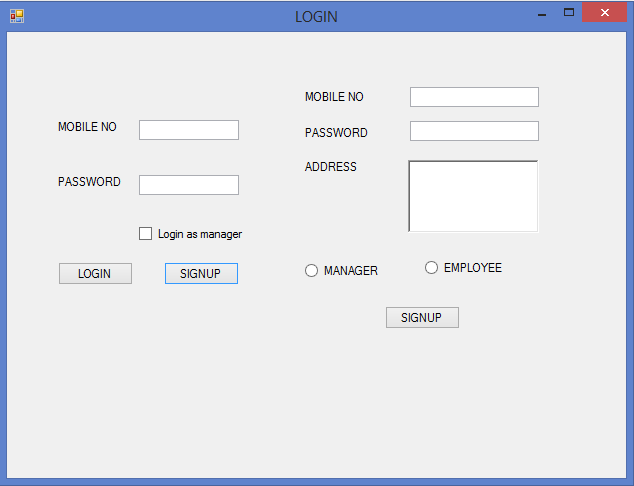 LOGIN
MOBILE NO
PASSWORD
Login as manager
LOGIN SIGNUP
MOBILE NO
PASSWORD
ADDRESS
MANAGER EMPLOYEE
SIGNUP